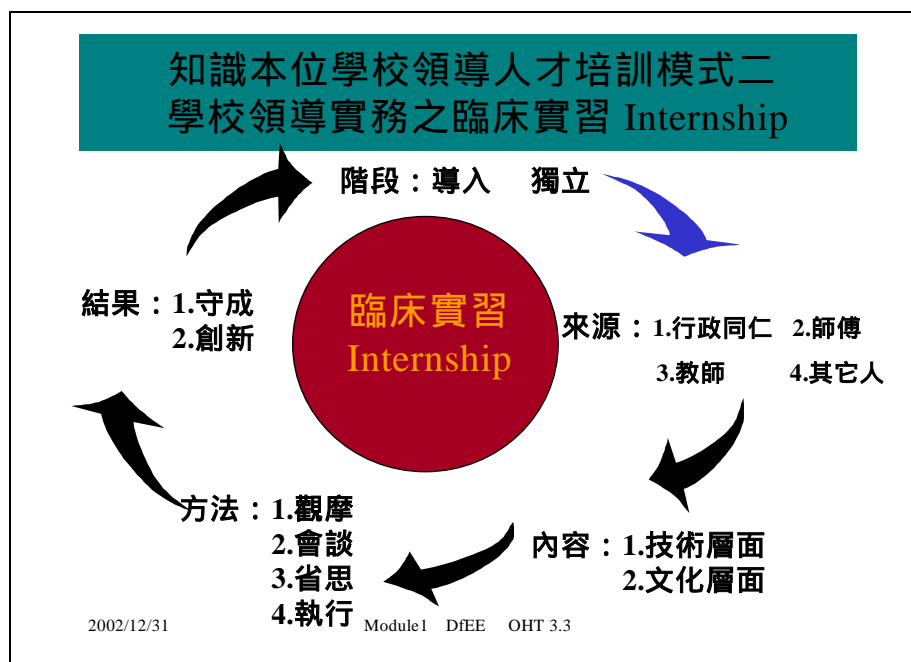 知識本位學校領導人才培訓模式二
學校領導實務之臨床實習 Internship
階段：導入 獨立
臨床實習
Internship
來源：1.行政同仁 2.師傅
3.教師 4.其它人
內容：1.技術層面
2.文化層面
方法：1.觀摩
2.會談
3.省思
4.執行
結果：1.守成
2.創新
2002/12/31 Module1 DfEE OHT 3.3